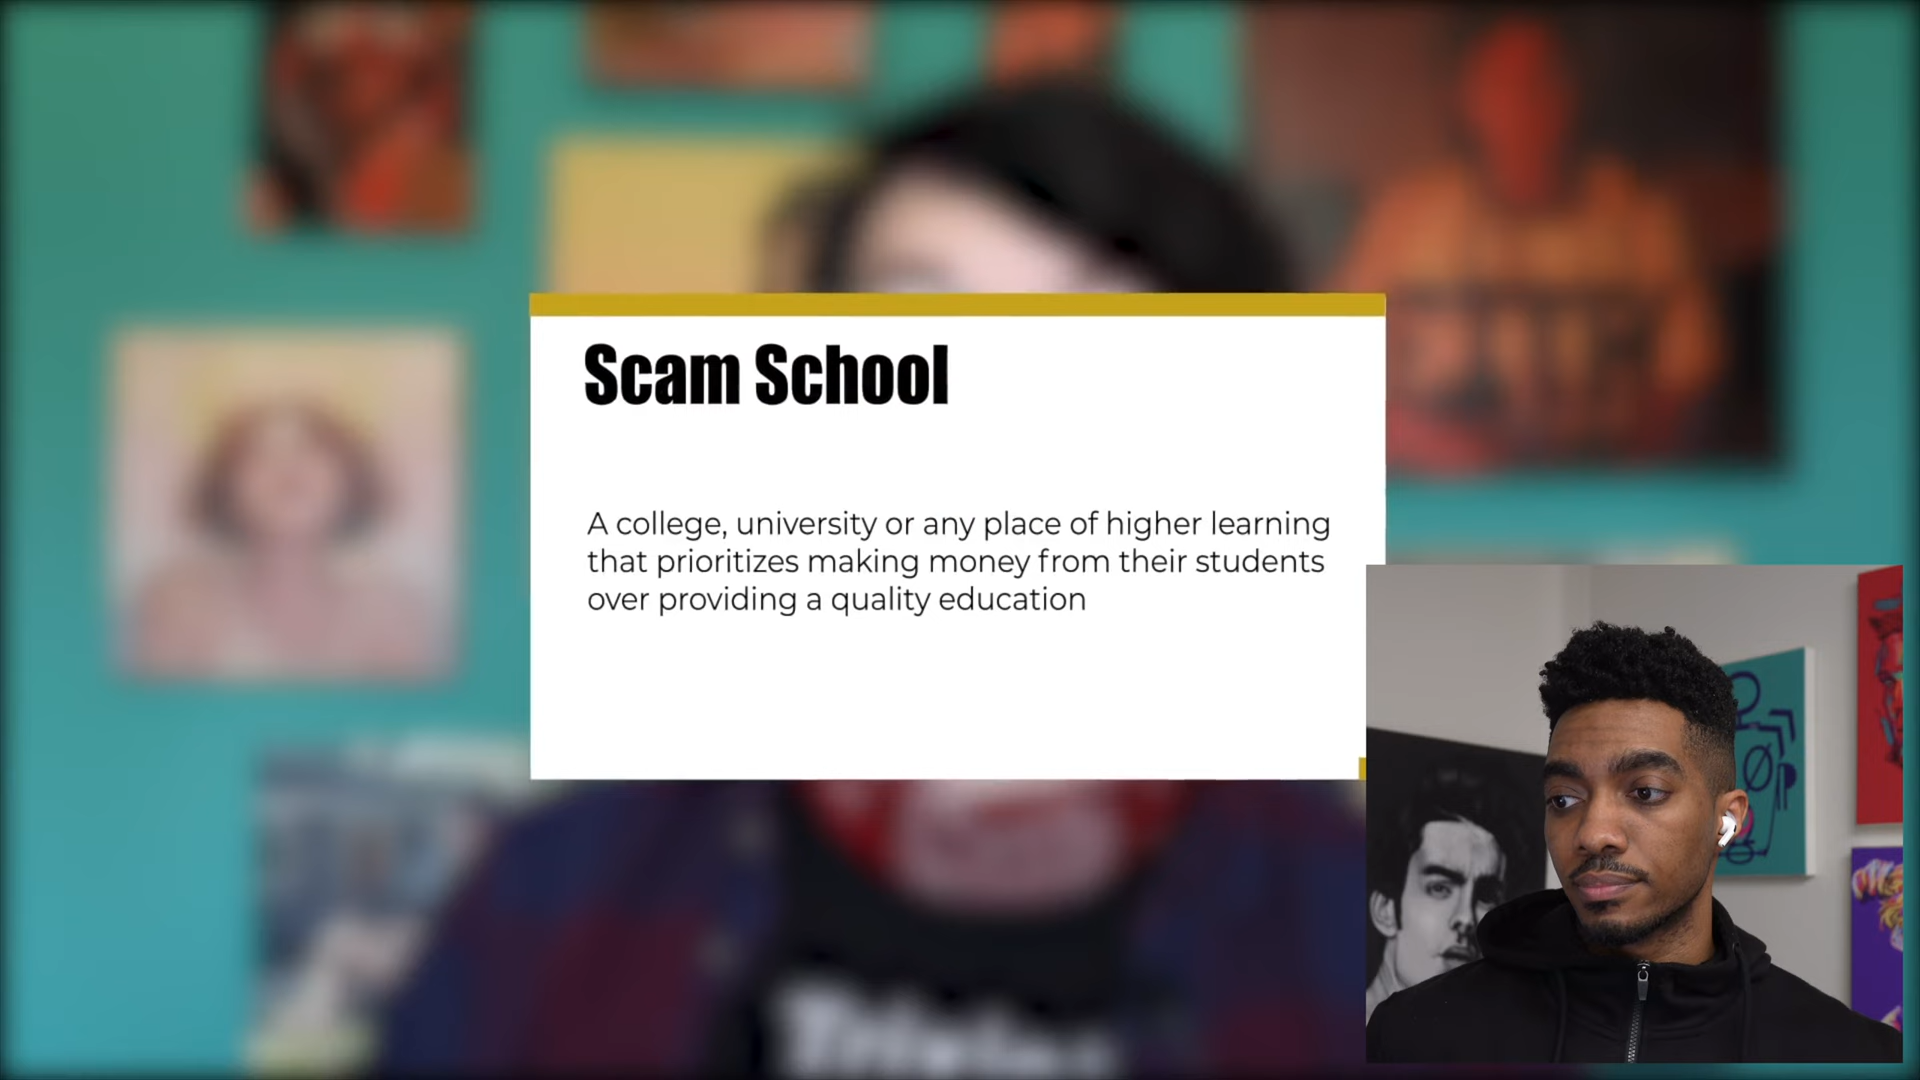 Scam School
A college, university or any place of higher learning
that prioritizes making money from their students
over providing a quality education